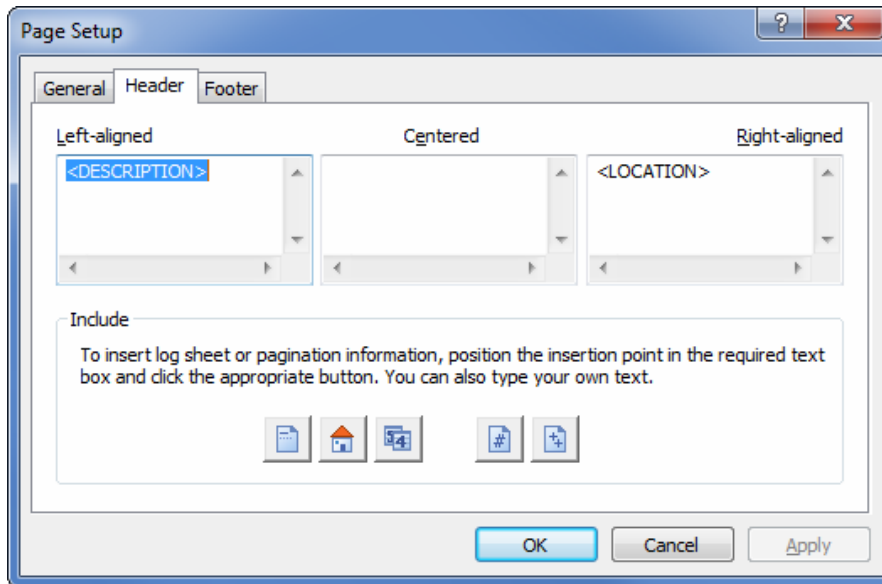 Page Setup
General Header Footer
Left-aligned Centered Right-aligned
<DESCRIPTION> <LOCATION>
Include
To insert log sheet or pagination information, position the insertion point in the required text
box and click the appropriate button. You can also type your own text.
OK Cancel Apply